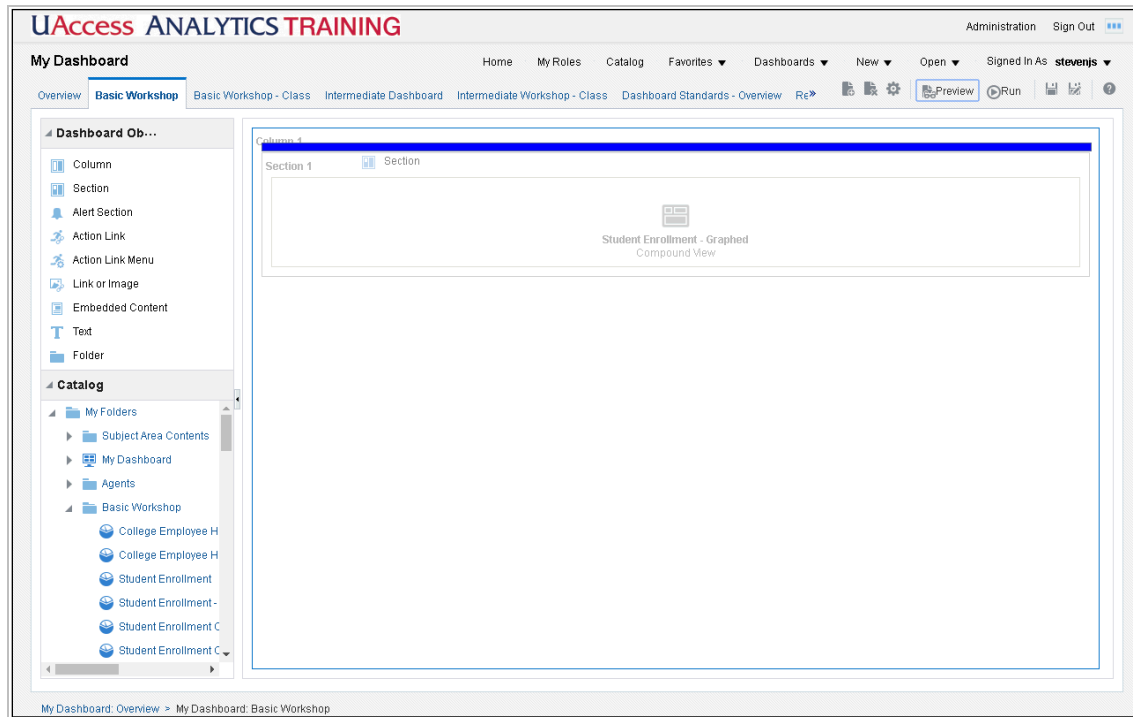 UACCESS ANALYTICS TRAINING
Administration Sign Out
My Dashboard
Home My Roles Catalog Favorites Dashboards New Open Signed In As stevenjs
Overview Basic Workshop Basic Workshop - Class Intermediate Dashboard Intermediate Workshop - Class Dashboard Standards - Overview Re» Preview Run
Dashboard Ob...
Column
Section
Alert Section
Action Link
Action Link Menu
Link or Image
Embedded Content
Text
Folder
Catalog
My Folders
Subject Area Contents
My Dashboard
Agents
Basic Workshop
College Employee H
College Employee H
Student Enrollment
Student Enrollment -
Student Enrollment C
Student Enrollment C
Column 1
Section 1
Section
Student Enrollment - Graphed
Compound View
My Dashboard: Overview > My Dashboard: Basic Workshop